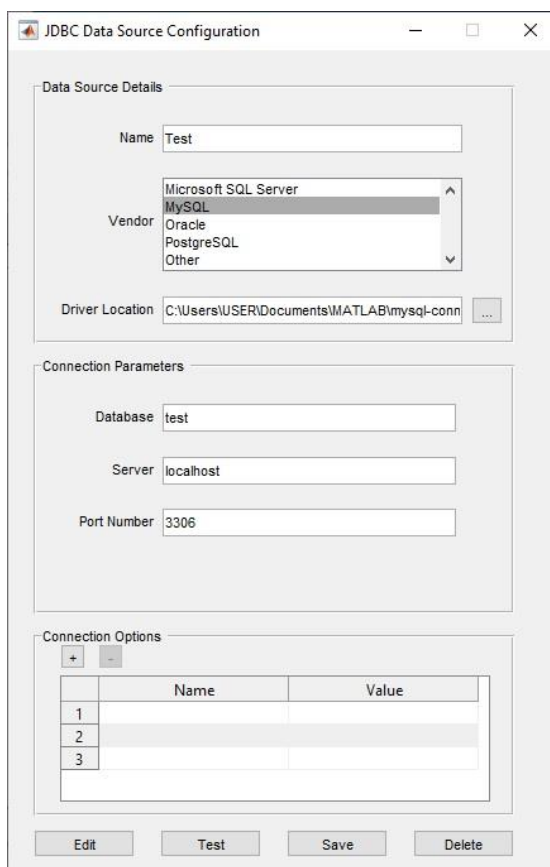 JDBC Data Source Configuration
Data Source Details
Name Test
Vendor
Microsoft SQL Server
MySQL
Oracle
PostgreSQL
Other
Driver Location C:\Users\USER\Documents\MATLAB\mysql-conn ...
Connection Parameters
Database test
Server localhost
Port Number 3306
Connection Options
+ -
Name Value
1
2
3
Edit Test Save Delete